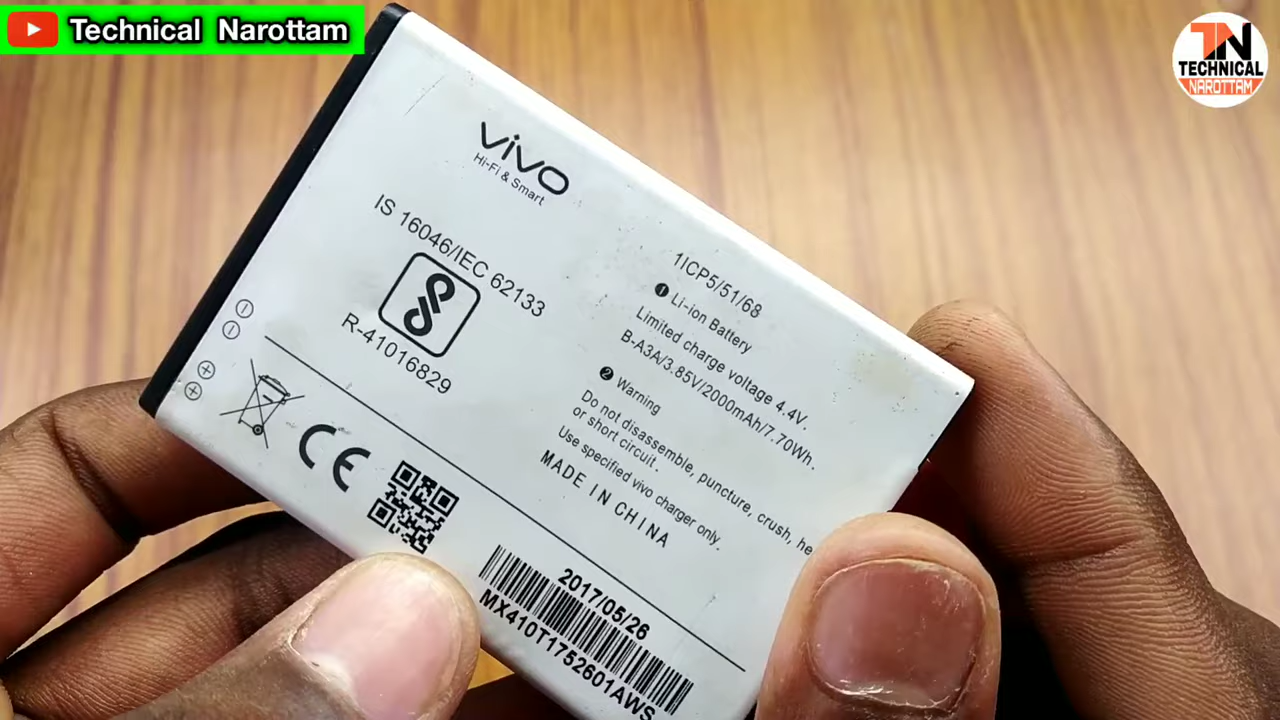 Technical Narottam
TN
TECHNICAL
NAROTTAM
vivo
Hi-Fi & Smart
IS 16046/IEC 62133
R-41016829
1ICP5/51/68
1 Li-ion Battery
Limited charge voltage 4.4V.
B-A3A/3.85V/2000mAh/7.70Wh.
2 Warning
Do not disassemble, puncture, crush, he
or short circuit.
Use specified vivo charger only.
MADE IN CHINA
CE
2017/05/26
MX410T1752601AWS